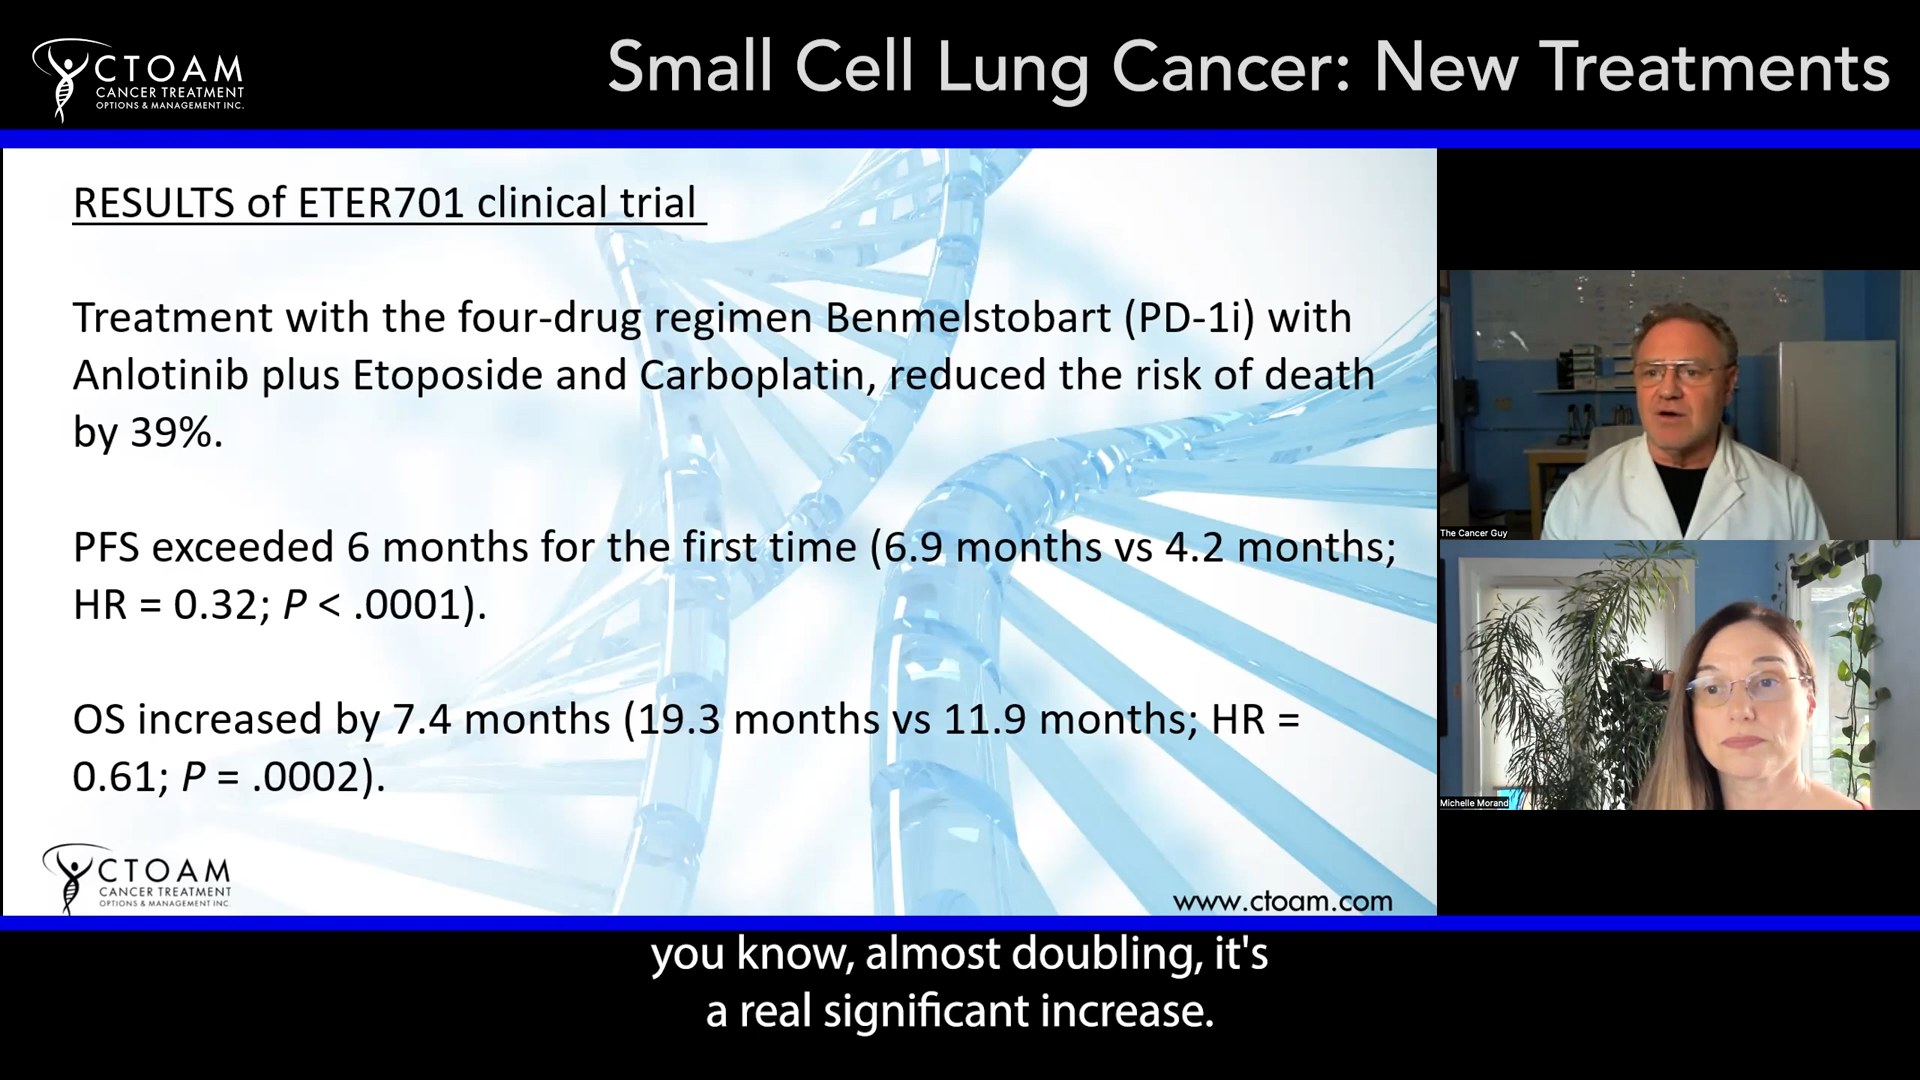 CTOAM
CANCER TREATMENT
OPTIONS & MANAGEMENT INC.
Small Cell Lung Cancer: New Treatments
RESULTS of ETER701 clinical trial
Treatment with the four-drug regimen Benmelstobart (PD-1i) with
Anlotinib plus Etoposide and Carboplatin, reduced the risk of death
by 39%.
PFS exceeded 6 months for the first time (6.9 months vs 4.2 months;
HR = 0.32; P < .0001).
OS increased by 7.4 months (19.3 months vs 11.9 months; HR =
0.61; P = .0002).
CTOAM
CANCER TREATMENT
OPTIONS & MANAGEMENT INC.
www.ctoam.com
The Cancer Guy
Michelle Morand
you know, almost doubling, it's
a real significant increase.